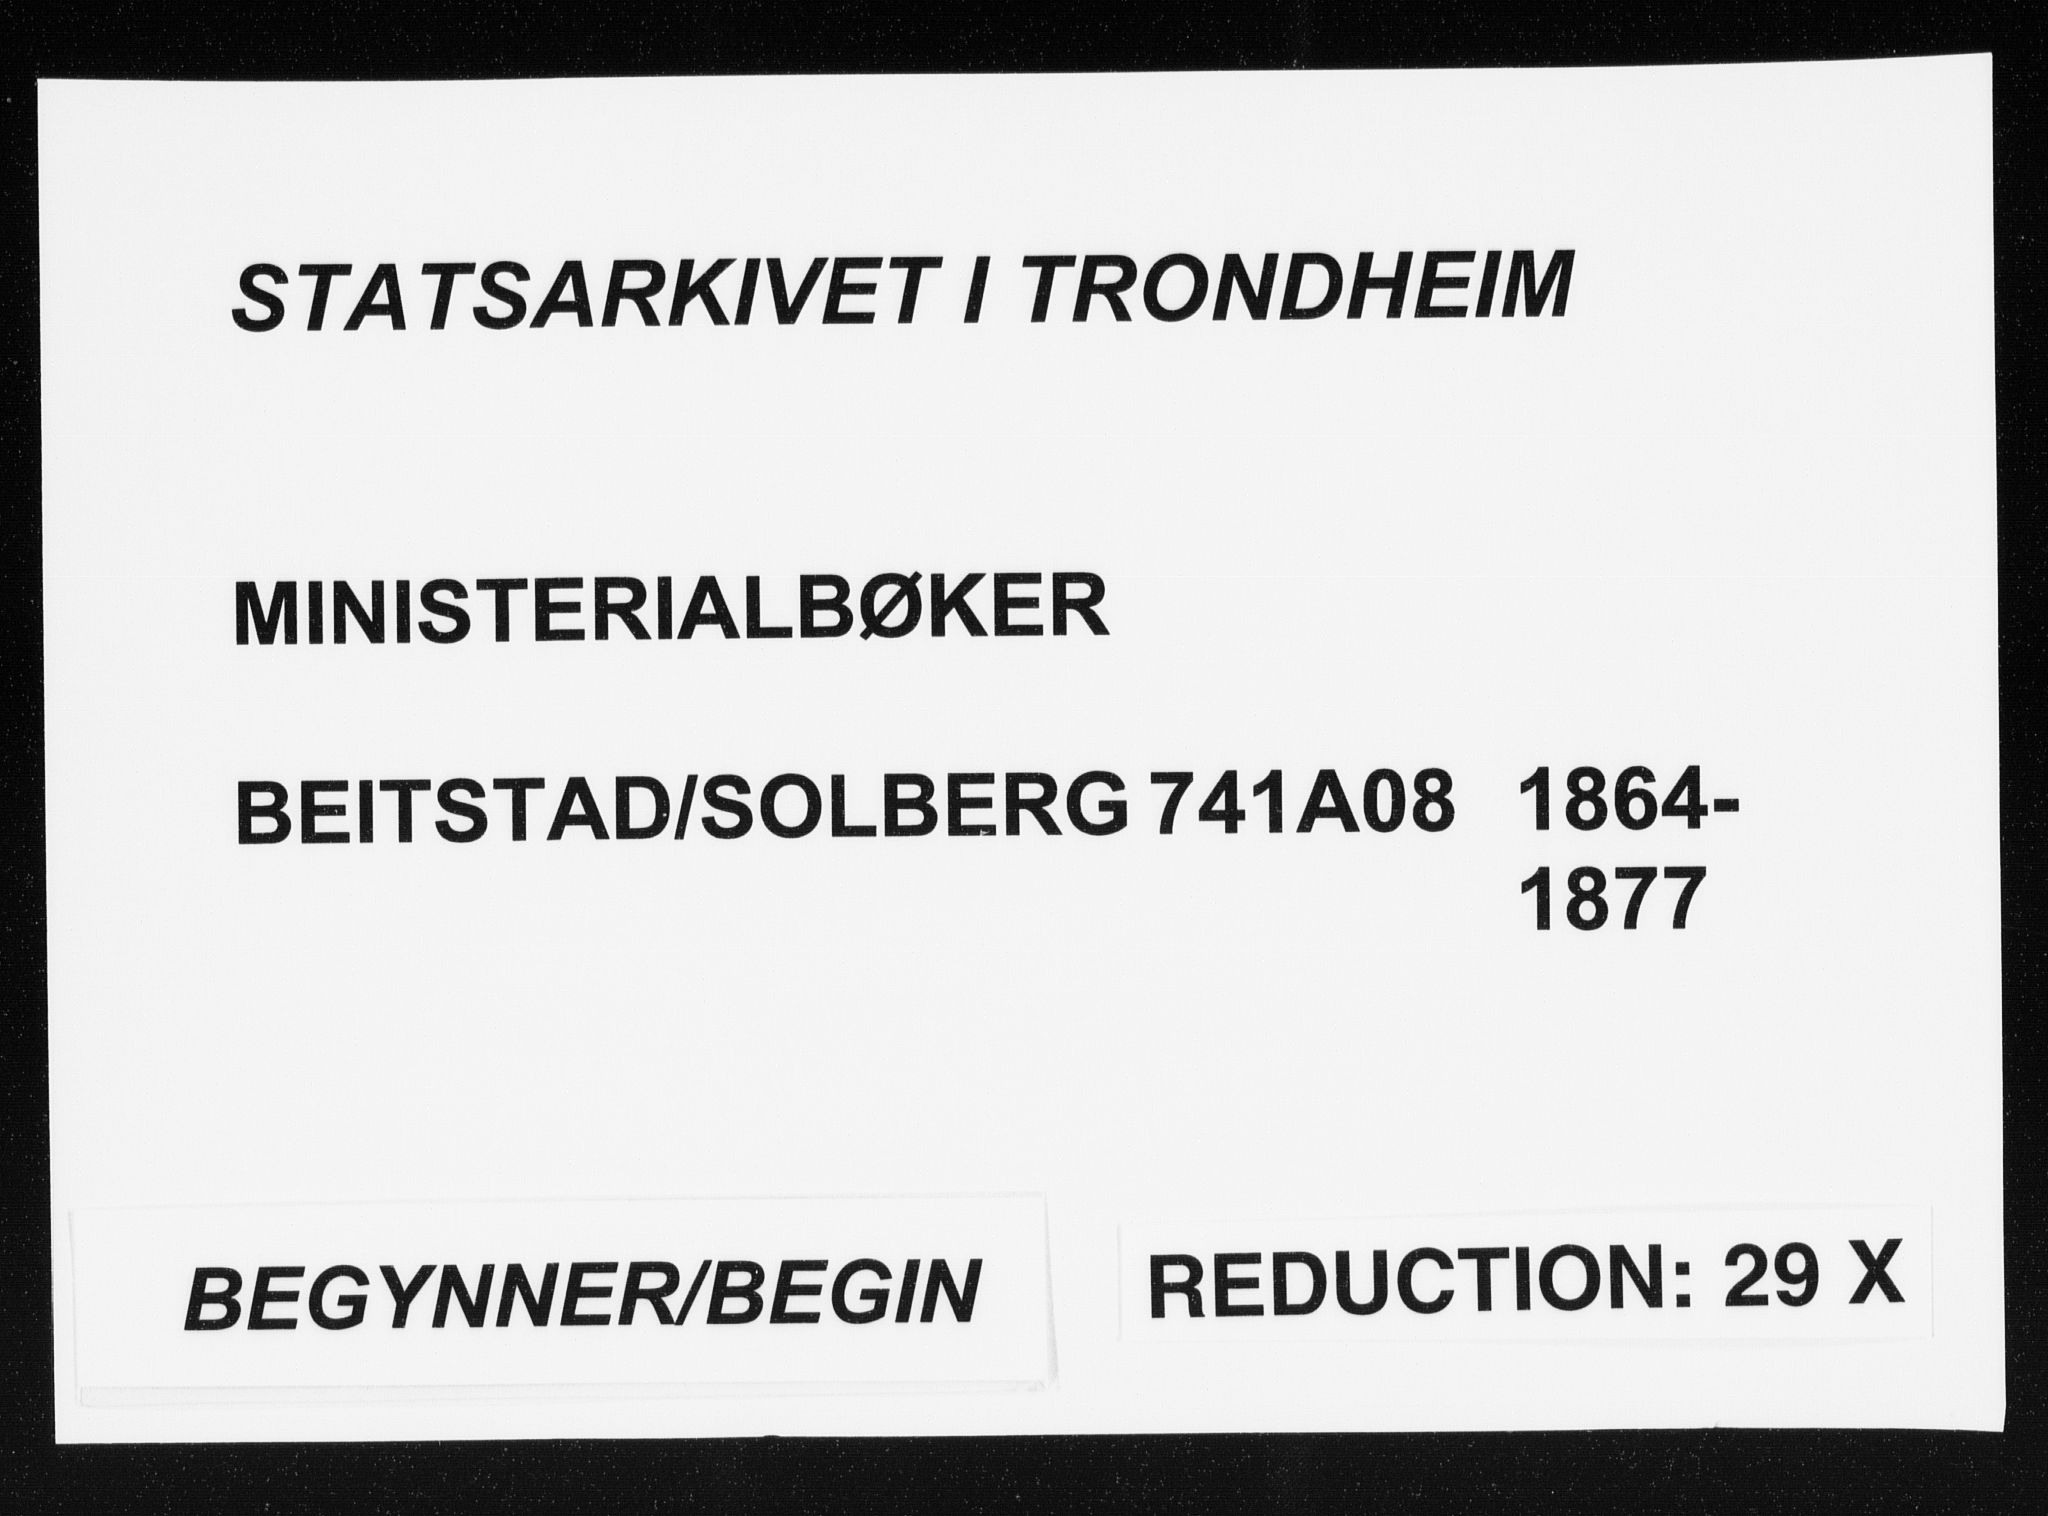 STATSARKIVET I TRONDHEIM
MINISTERIALBØKER
BEITSTAD/SOLBERG 741A08 1864-
1877
BEGYNNER/BEGIN
REDUCTION: 29 X